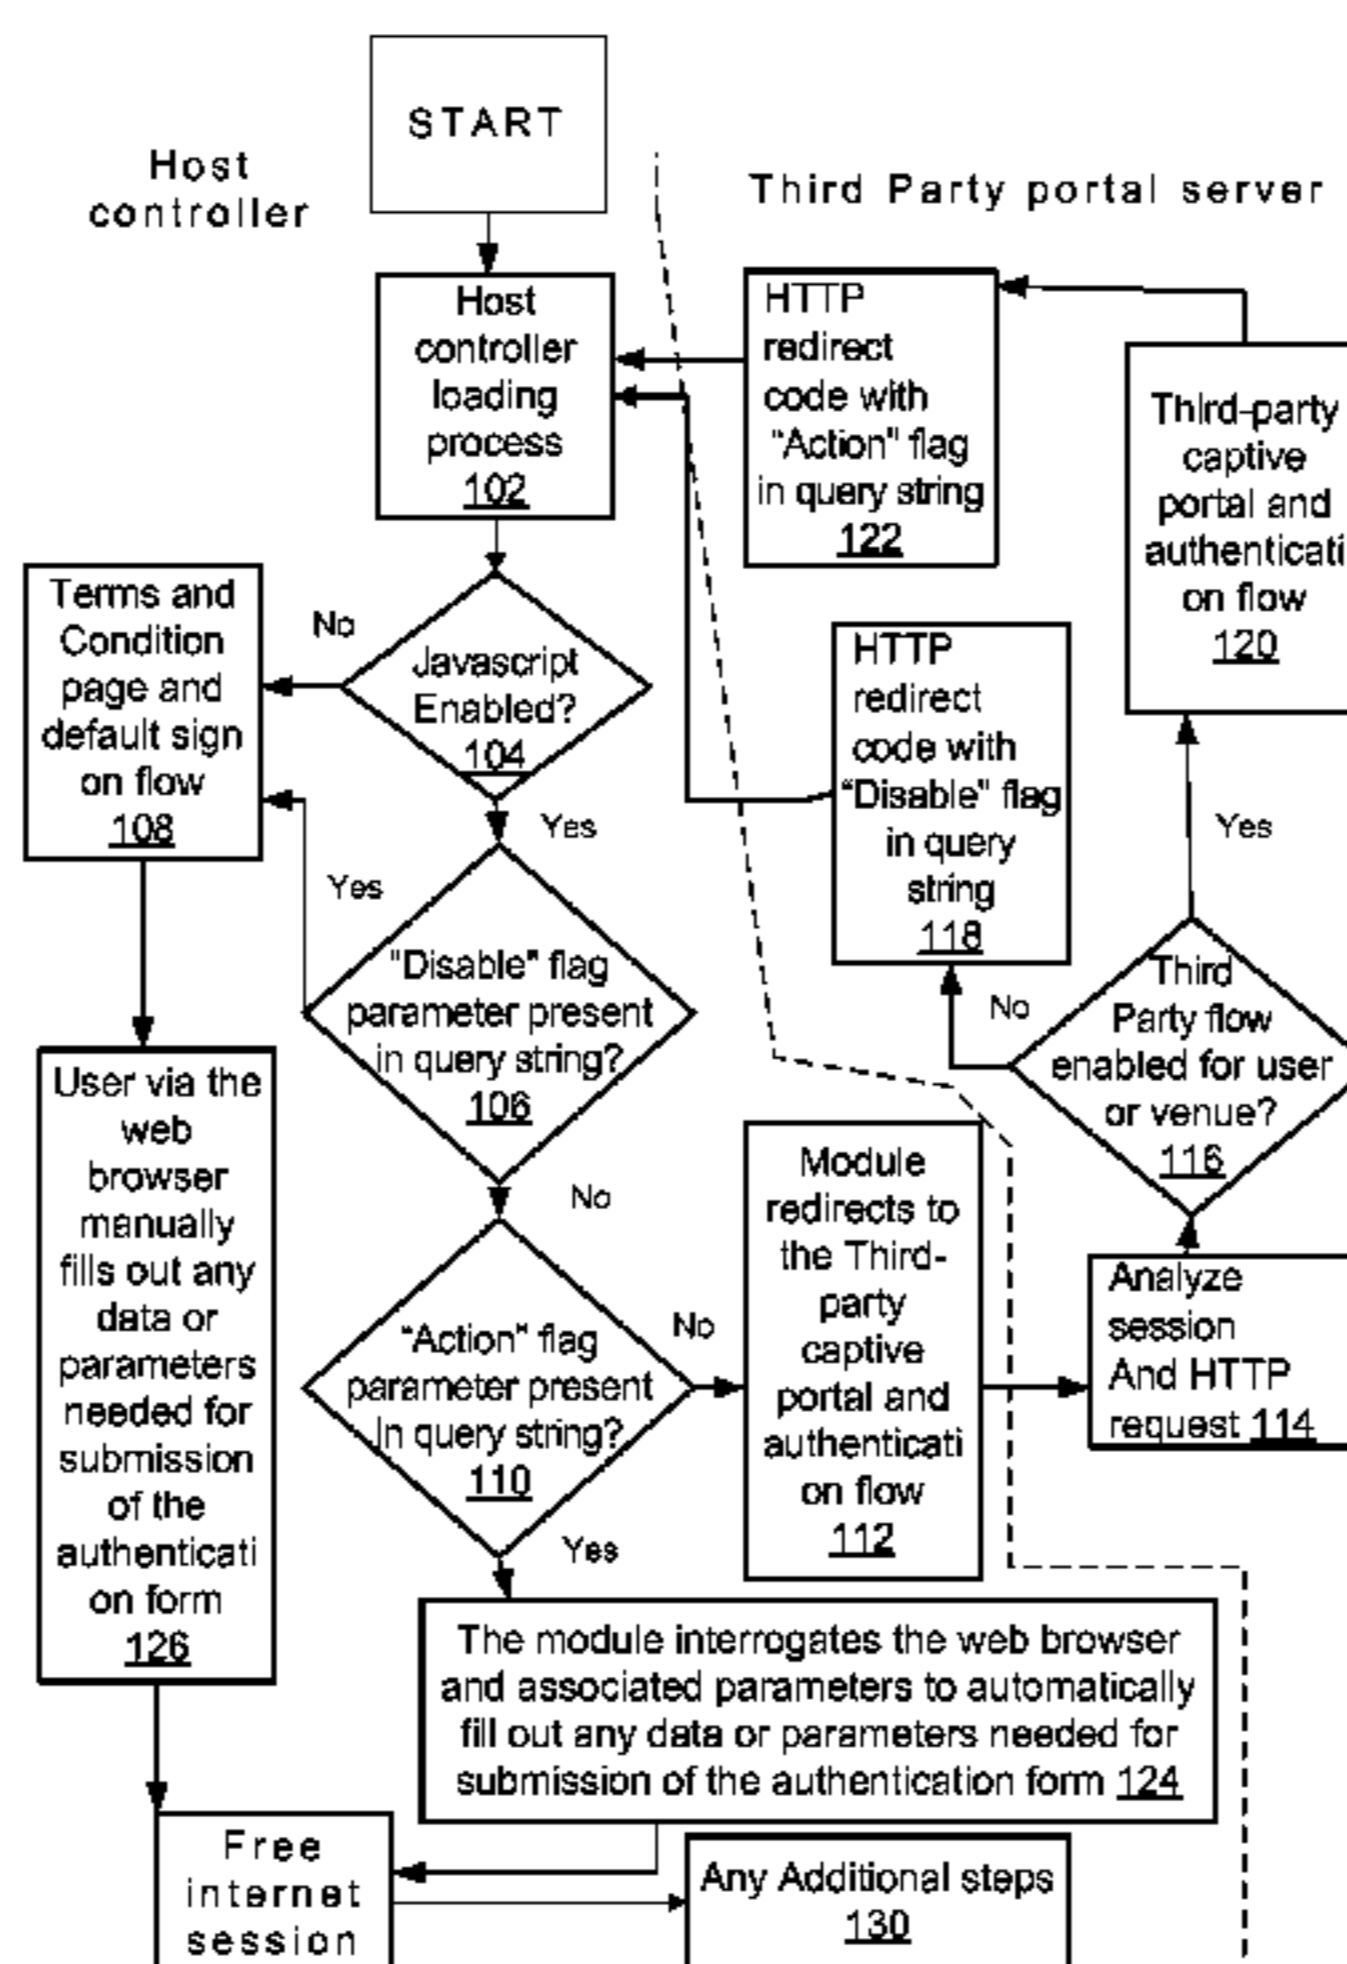 START
Host
controller
Third Party portal server
Host
controller
loading
process
102
HTTP
redirect
code with
"Action" flag
in query string
122
Third-party
captive
portal and
authenticati
on flow
120
Terms and
Condition
page and
default sign
on flow
108
No
Javascript
Enabled?
104
Yes
HTTP
redirect
code with
"Disable" flag
in query
string
118
Yes
Yes
"Disable" flag
parameter present
in query string?
106
No
No
Third
Party flow
enabled for user
or venue?
116
User via the
web
browser
manually
fills out any
data or
parameters
needed for
submission
of the
authenticati
on form
126
"Action" flag
parameter present
in query string?
110
No
Yes
Module
redirects to
the Third-
party
captive
portal and
authenticati
on flow
112
Analyze
session
And HTTP
request 114
The module interrogates the web browser
and associated parameters to automatically
fill out any data or parameters needed for
submission of the authentication form 124
Free
internet
session
Any Additional steps
130